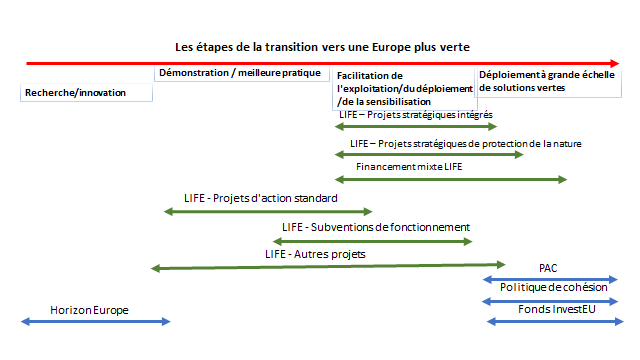 Les étapes de la transition vers une Europe plus verte
Recherche/innovation
Démonstration / meilleure pratique
Facilitation de
l'exploitation/du déploiement
/de la sensibilisation
Déploiement à grande échelle
de solutions vertes
LIFE – Projets stratégiques intégrés
LIFE – Projets stratégiques de protection de la nature
Financement mixte LIFE
LIFE - Projets d'action standard
LIFE - Subventions de fonctionnement
LIFE - Autres projets
PAC
Politique de cohésion
Horizon Europe
Fonds InvestEU